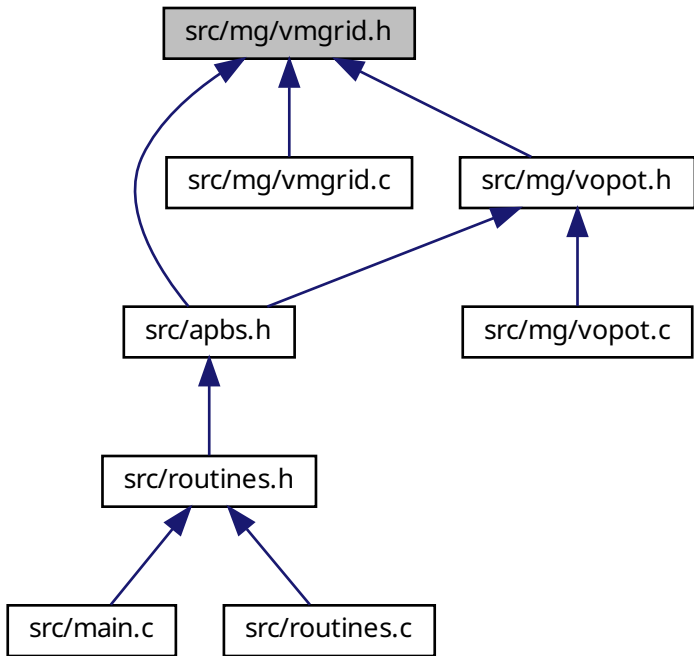 src/mg/vmgrid.h
src/mg/vmgrid.c
src/mg/vopot.h
src/apbs.h
src/mg/vopot.c
src/routines.h
src/main.c
src/routines.c